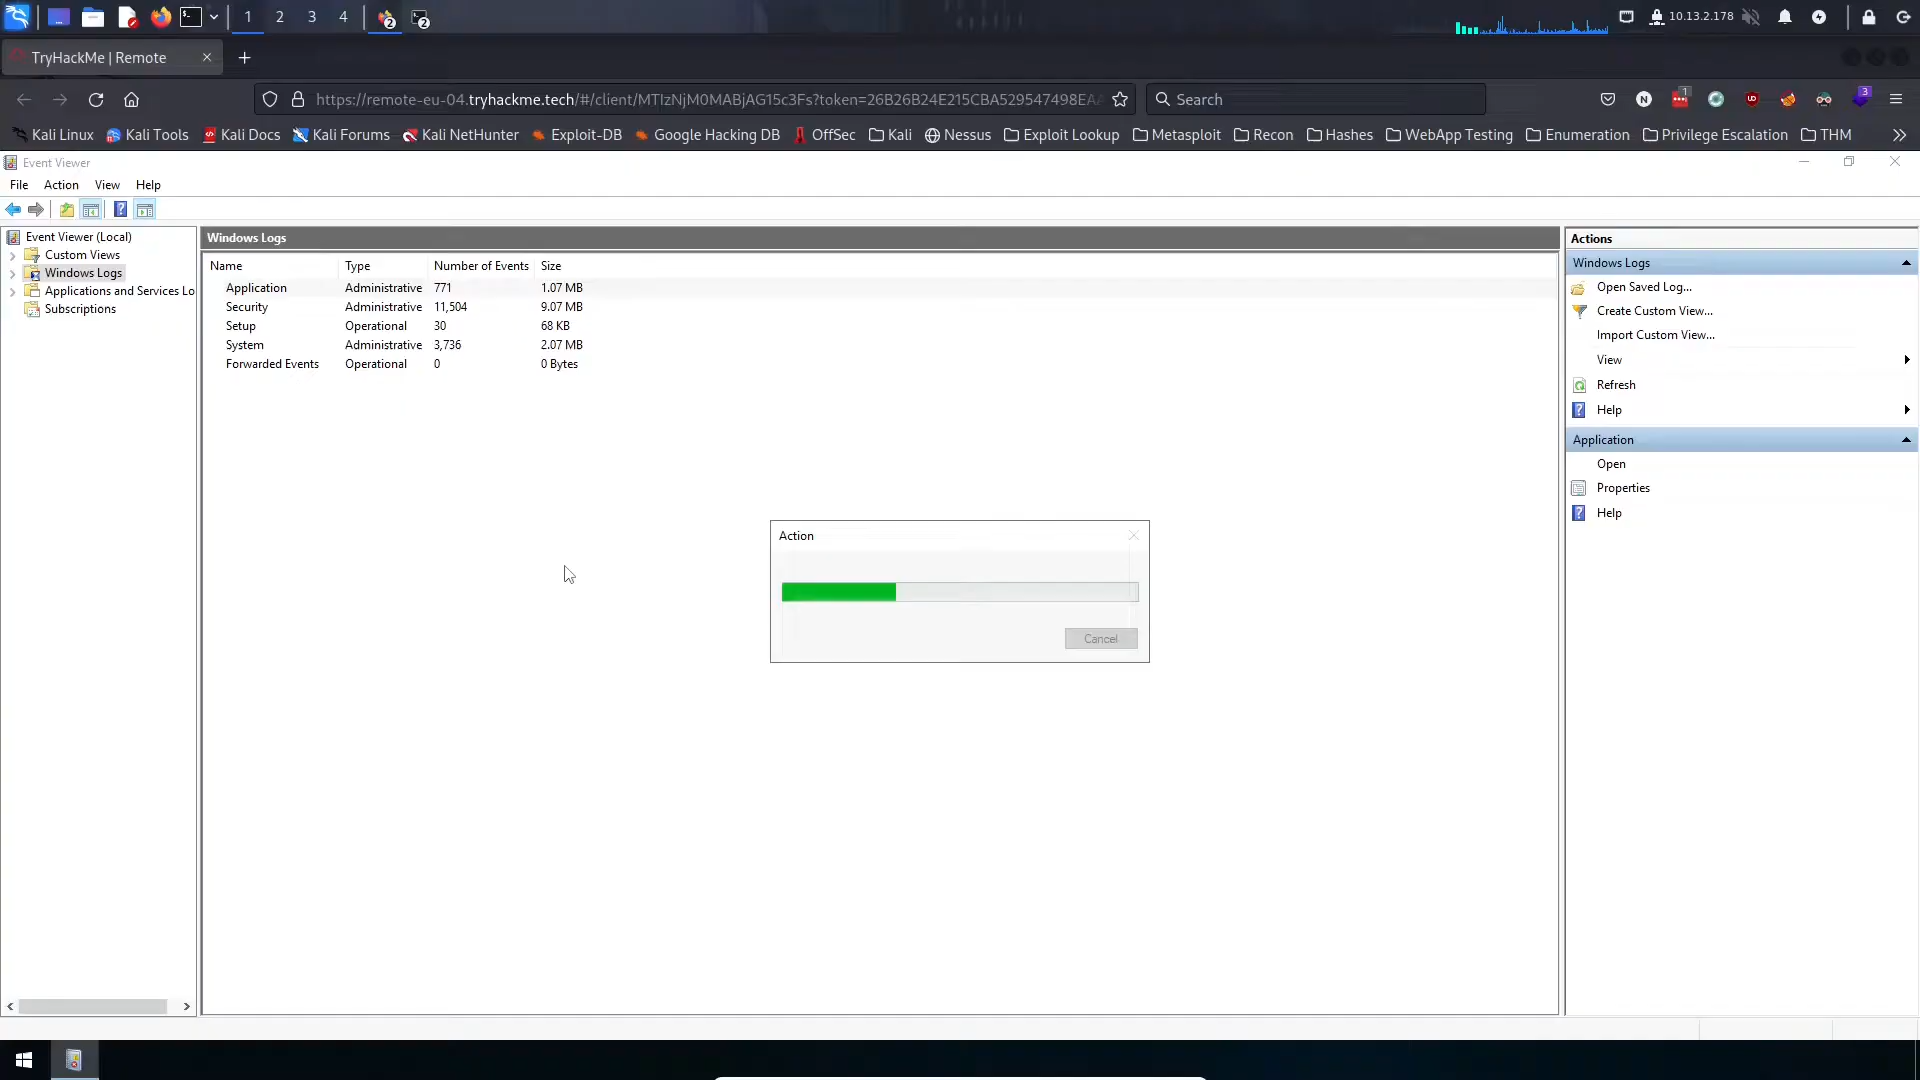 1 2 3 4 2 2 10.13.2.178
TryHackMe | Remote
https://remote-eu-04.tryhackme.tech/#/client/MTIzNjM0MABjAG15c3Fs?token=26B26B24E215CBA529547498EAA Search N 1 UD 3
Kali Linux Kali Tools Kali Docs Kali Forums Kali NetHunter Exploit-DB Google Hacking DB OffSec Kali Nessus Exploit Lookup Metasploit Recon Hashes WebApp Testing Enumeration Privilege Escalation THM
Event Viewer
File Action View Help
Event Viewer (Local)
Custom Views
Windows Logs
Applications and Services Lo
Subscriptions
Windows Logs
Name Type Number of Events Size
Application Administrative 771 1.07 MB
Security Administrative 11,504 9.07 MB
Setup Operational 30 68 KB
System Administrative 3,736 2.07 MB
Forwarded Events Operational 0 0 Bytes
Action
Cancel
Actions
Windows Logs
Open Saved Log...
Create Custom View...
Import Custom View...
View
Refresh
Help
Application
Open
Properties
Help